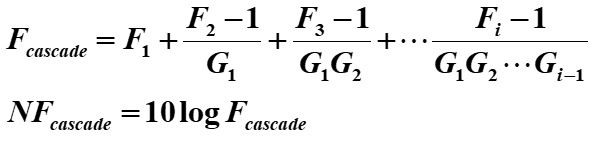 F_cascade = F_1 + (F_2 − 1)/G_1 + (F_3 − 1)/(G_1G_2) + ⋯ (F_i − 1)/(G_1G_2⋯G_{i−1})
NF_cascade = 10 log F_cascade